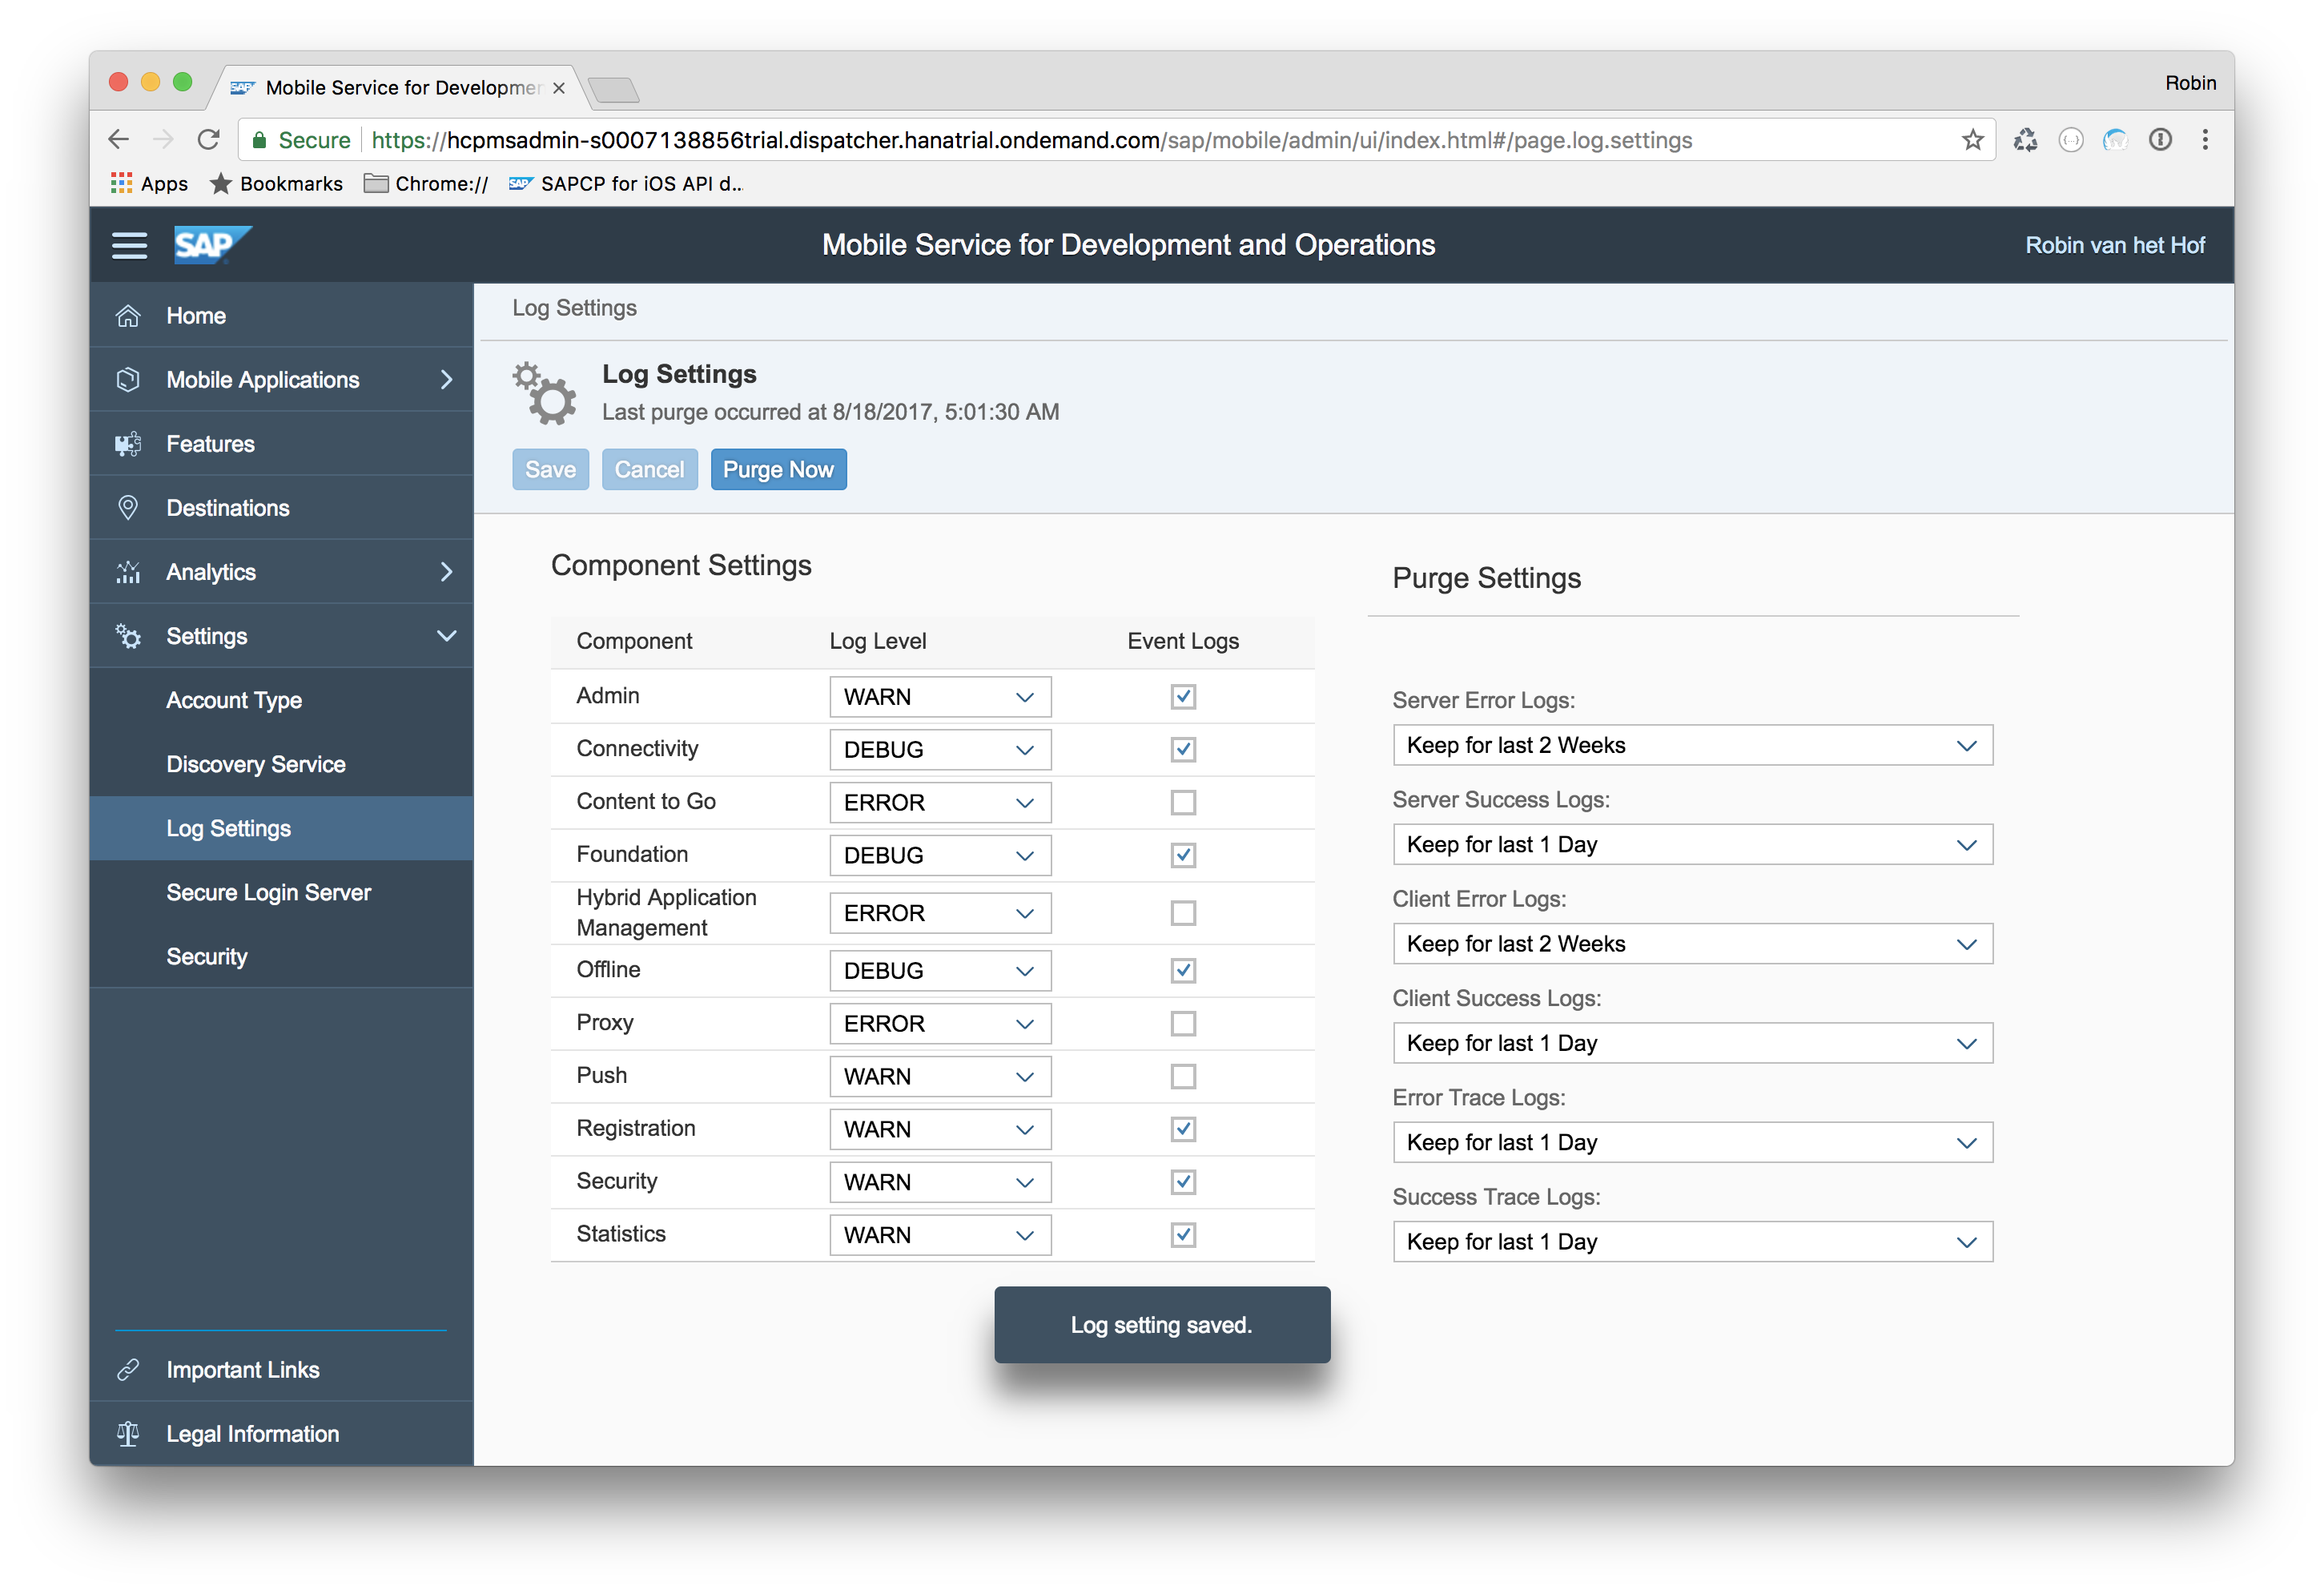 Mobile Service for Developmen
Robin
Secure https://hcpmsadmin-s0007138856trial.dispatcher.hanatrial.ondemand.com/sap/mobile/admin/ui/index.html#/page.log.settings
Apps Bookmarks Chrome:// SAPCP for iOS API d...
SAP
Mobile Service for Development and Operations
Robin van het Hof
Home
Mobile Applications
Features
Destinations
Analytics
Settings
Account Type
Discovery Service
Log Settings
Secure Login Server
Security
Important Links
Legal Information
Log Settings
Log Settings
Last purge occurred at 8/18/2017, 5:01:30 AM
Save Cancel Purge Now
Component Settings
Component Log Level Event Logs
Admin WARN
Connectivity DEBUG
Content to Go ERROR
Foundation DEBUG
Hybrid Application
Management ERROR
Offline DEBUG
Proxy ERROR
Push WARN
Registration WARN
Security WARN
Statistics WARN
Purge Settings
Server Error Logs:
Keep for last 2 Weeks
Server Success Logs:
Keep for last 1 Day
Client Error Logs:
Keep for last 2 Weeks
Client Success Logs:
Keep for last 1 Day
Error Trace Logs:
Keep for last 1 Day
Success Trace Logs:
Keep for last 1 Day
Log setting saved.